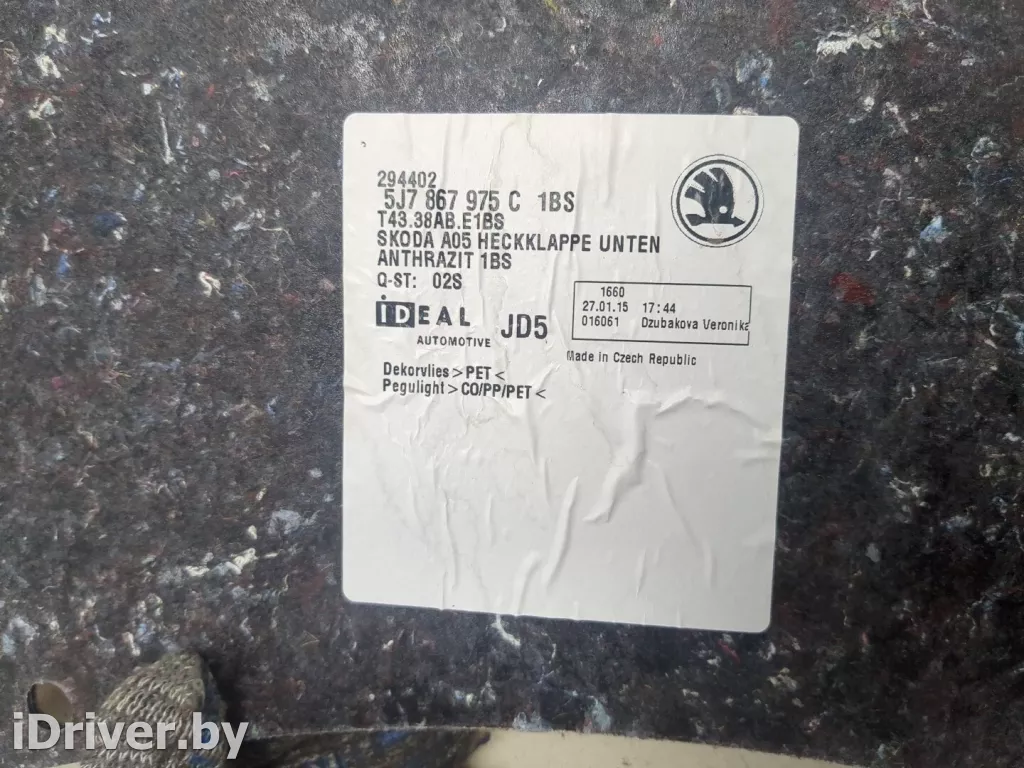 294402
5J7 867 975 C 1BS
T43.38AB.E1BS
SKODA A05 HECKKLAPPE UNTEN
ANTHRAZIT 1BS
Q-ST: 02S
iDEAL
AUTOMOTIVE
JD5
1660
27.01.15 17:44
016061 Dzubakova Veronika
Made in Czech Republic
Dekorvlies > PET <
Pegulight > CO/PP/PET <
iDriver.by